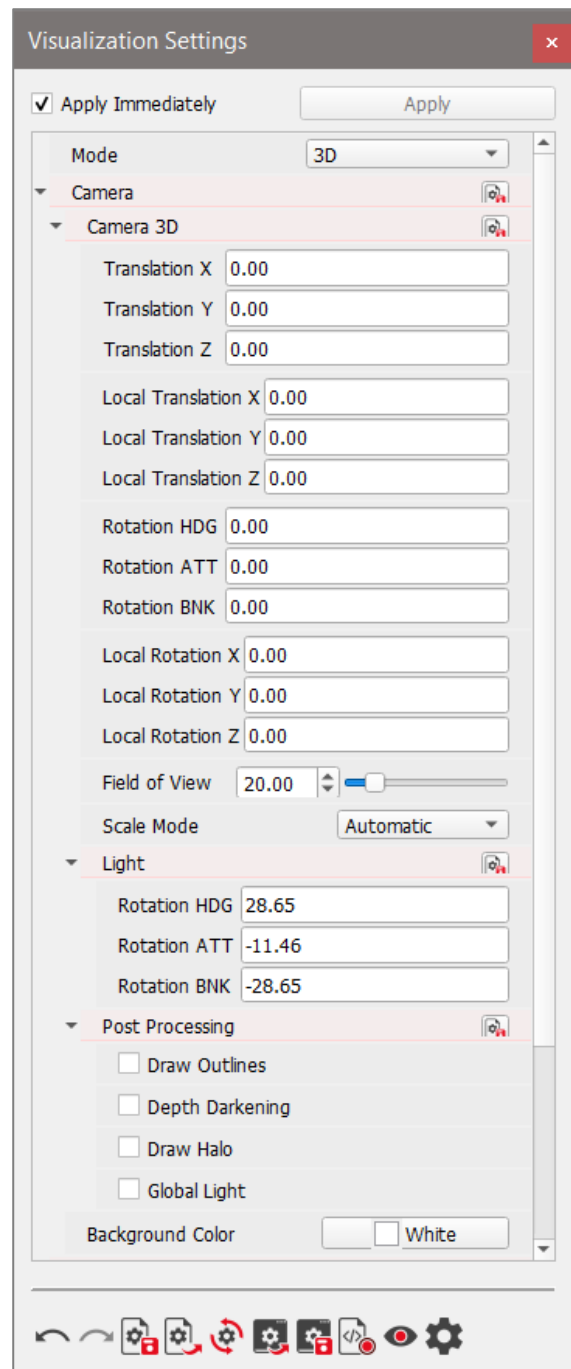 Visualization Settings
Apply Immediately Apply
Mode 3D
Camera
Camera 3D
Translation X 0.00
Translation Y 0.00
Translation Z 0.00
Local Translation X 0.00
Local Translation Y 0.00
Local Translation Z 0.00
Rotation HDG 0.00
Rotation ATT 0.00
Rotation BNK 0.00
Local Rotation X 0.00
Local Rotation Y 0.00
Local Rotation Z 0.00
Field of View 20.00
Scale Mode Automatic
Light
Rotation HDG 28.65
Rotation ATT -11.46
Rotation BNK -28.65
Post Processing
Draw Outlines
Depth Darkening
Draw Halo
Global Light
Background Color White